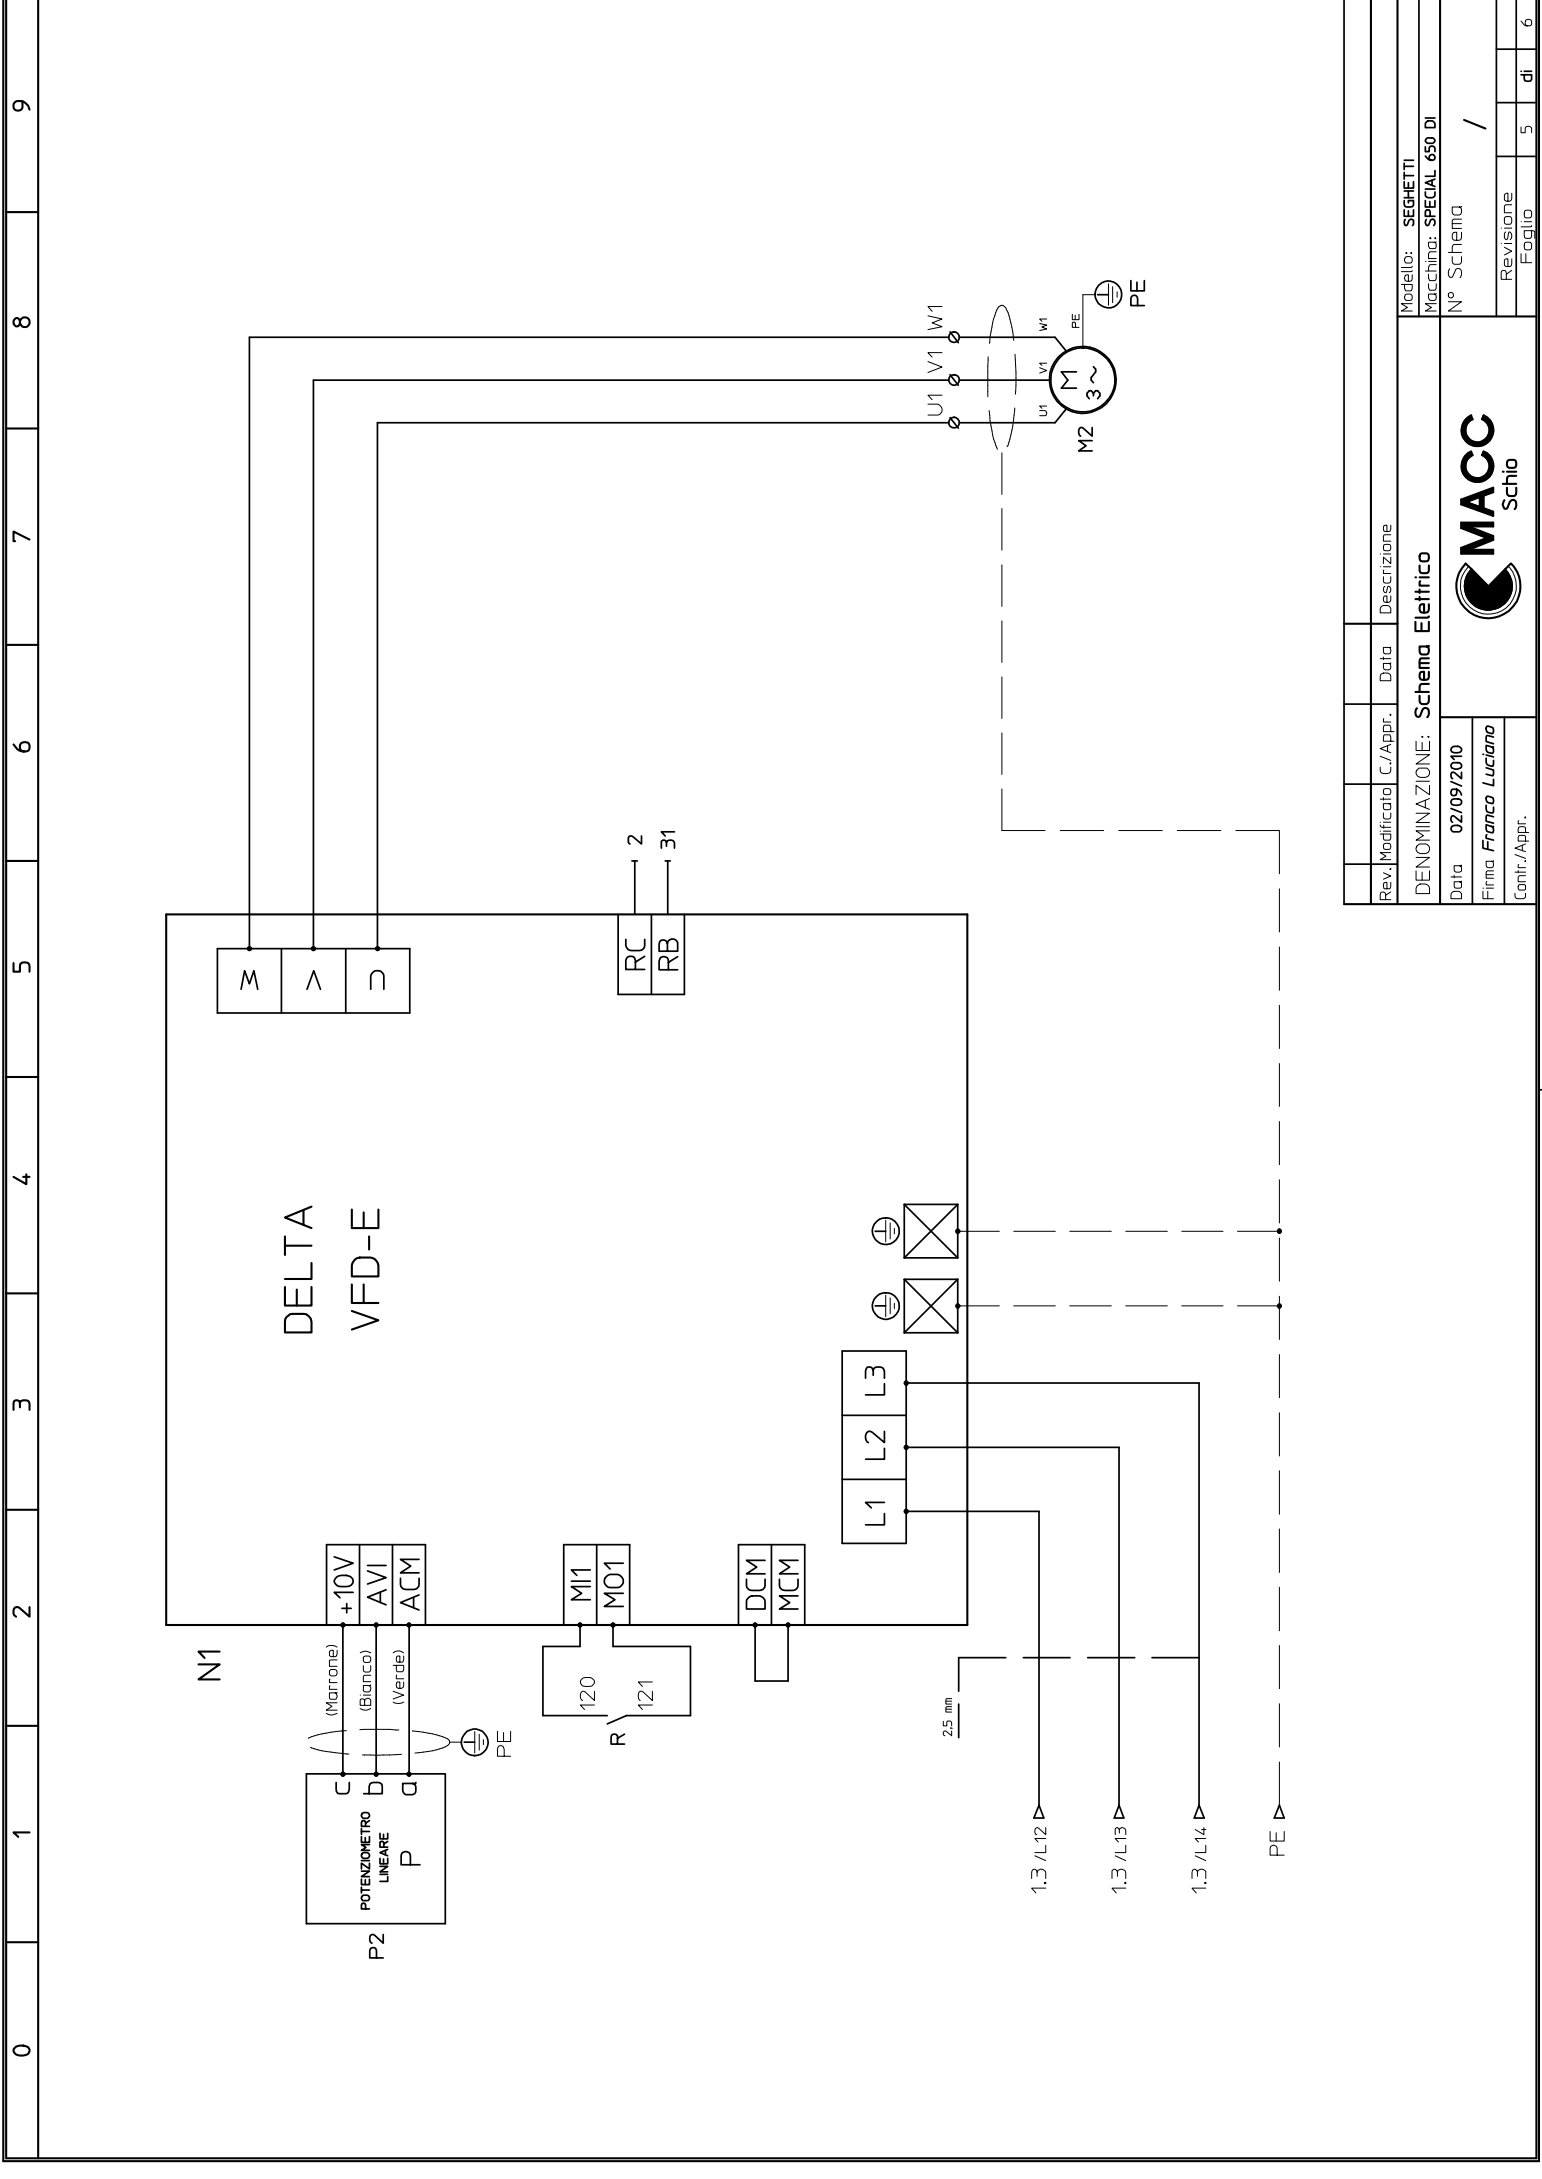 0 1 2 3 4 5 6 7 8 9
N1
DELTA
VFD-E
P2
POTENZIOMETRO
LINEARE
P
c
b
a
(Marrone)
(Bianco)
(Verde)
PE
+10V
AVI
ACM
R
120
121
MI1
MO1
DCM
MCM
L1 L2 L3
2,5 mm
1.3 /L12
1.3 /L13
1.3 /L14
PE
W
V
U
RC 2
RB 31
U1 V1 W1
U1 V1 W1 PE
M2
M
3~
PE
Rev. Modificato C./Appr. Data Descrizione
DENOMINAZIONE: Schema Elettrico
Data 02/09/2010
Firma Franco Luciano
Contr./Appr.
MACC
Schio
Modello: SEGHETTI
Macchina: SPECIAL 650 DI
N° Schema /
Revisione
Foglio 5 di 6